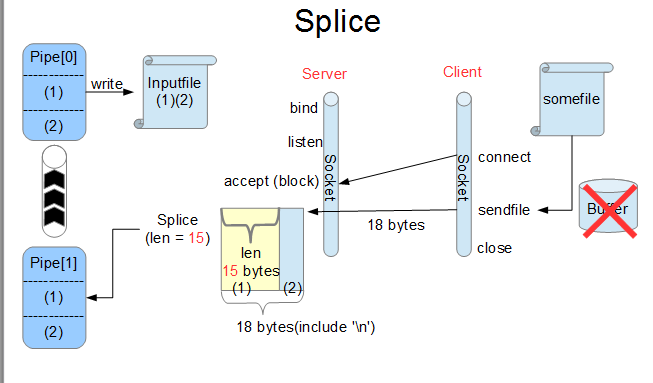 Splice
Pipe[0]
(1)
(2)
write
Inputfile
(1)(2)
Server
Client
bind
listen
accept (block)
Socket
Socket
connect
sendfile
close
somefile
Buffer
18 bytes
Splice
(len = 15)
len
15 bytes
(1)
(2)
18 bytes(include '\n')
Pipe[1]
(1)
(2)